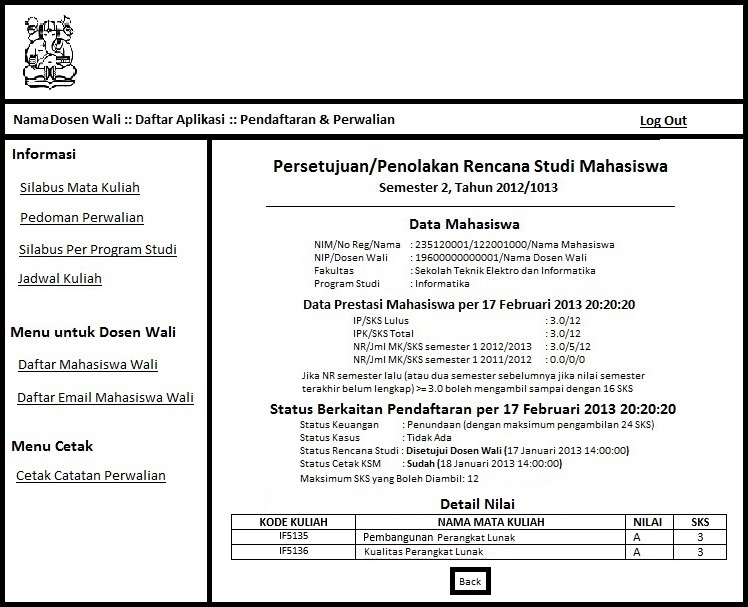 NamaDosen Wali :: Daftar Aplikasi :: Pendaftaran & Perwalian Log Out
Informasi
Silabus Mata Kuliah
Pedoman Perwalian
Silabus Per Program Studi
Jadwal Kuliah
Menu untuk Dosen Wali
Daftar Mahasiswa Wali
Daftar Email Mahasiswa Wali
Menu Cetak
Cetak Catatan Perwalian
Persetujuan/Penolakan Rencana Studi Mahasiswa
Semester 2, Tahun 2012/1013
Data Mahasiswa
NIM/No Reg/Nama : 235120001/122001000/Nama Mahasiswa
NIP/Dosen Wali : 19600000000001/Nama Dosen Wali
Fakultas : Sekolah Teknik Elektro dan Informatika
Program Studi : Informatika
Data Prestasi Mahasiswa per 17 Februari 2013 20:20:20
IP/SKS Lulus : 3.0/12
IPK/SKS Total : 3.0/12
NR/Jml MK/SKS semester 1 2012/2013 : 3.0/5/12
NR/Jml MK/SKS semester 1 2011/2012 : 0.0/0/0
Jika NR semester lalu (atau dua semester sebelumnya jika nilai semester
terakhir belum lengkap) >= 3.0 boleh mengambil sampai dengan 16 SKS
Status Berkaitan Pendaftaran per 17 Februari 2013 20:20:20
Status Keuangan : Penundaan (dengan maksimum pengambilan 24 SKS)
Status Kasus : Tidak Ada
Status Rencana Studi : Disetujui Dosen Wali (17 Januari 2013 14:00:00)
Status Cetak KSM : Sudah (18 Januari 2013 14:00:00)
Maksimum SKS yang Boleh Diambil: 12
Detail Nilai
KODE KULIAH NAMA MATA KULIAH NILAI SKS
IF5135 Pembangunan Perangkat Lunak A 3
IF5136 Kualitas Perangkat Lunak A 3
Back